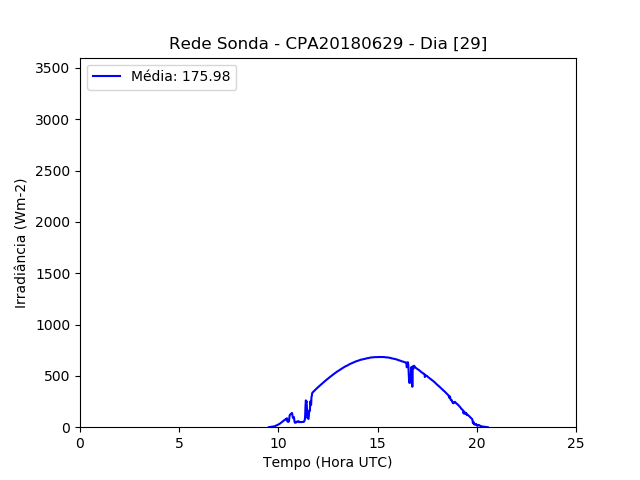 Rede Sonda - CPA20180629 - Dia [29]
Média: 175.98
3500
3000
2500
2000
1500
1000
500
0
Irradiância (Wm-2)
0 5 10 15 20 25
Tempo (Hora UTC)